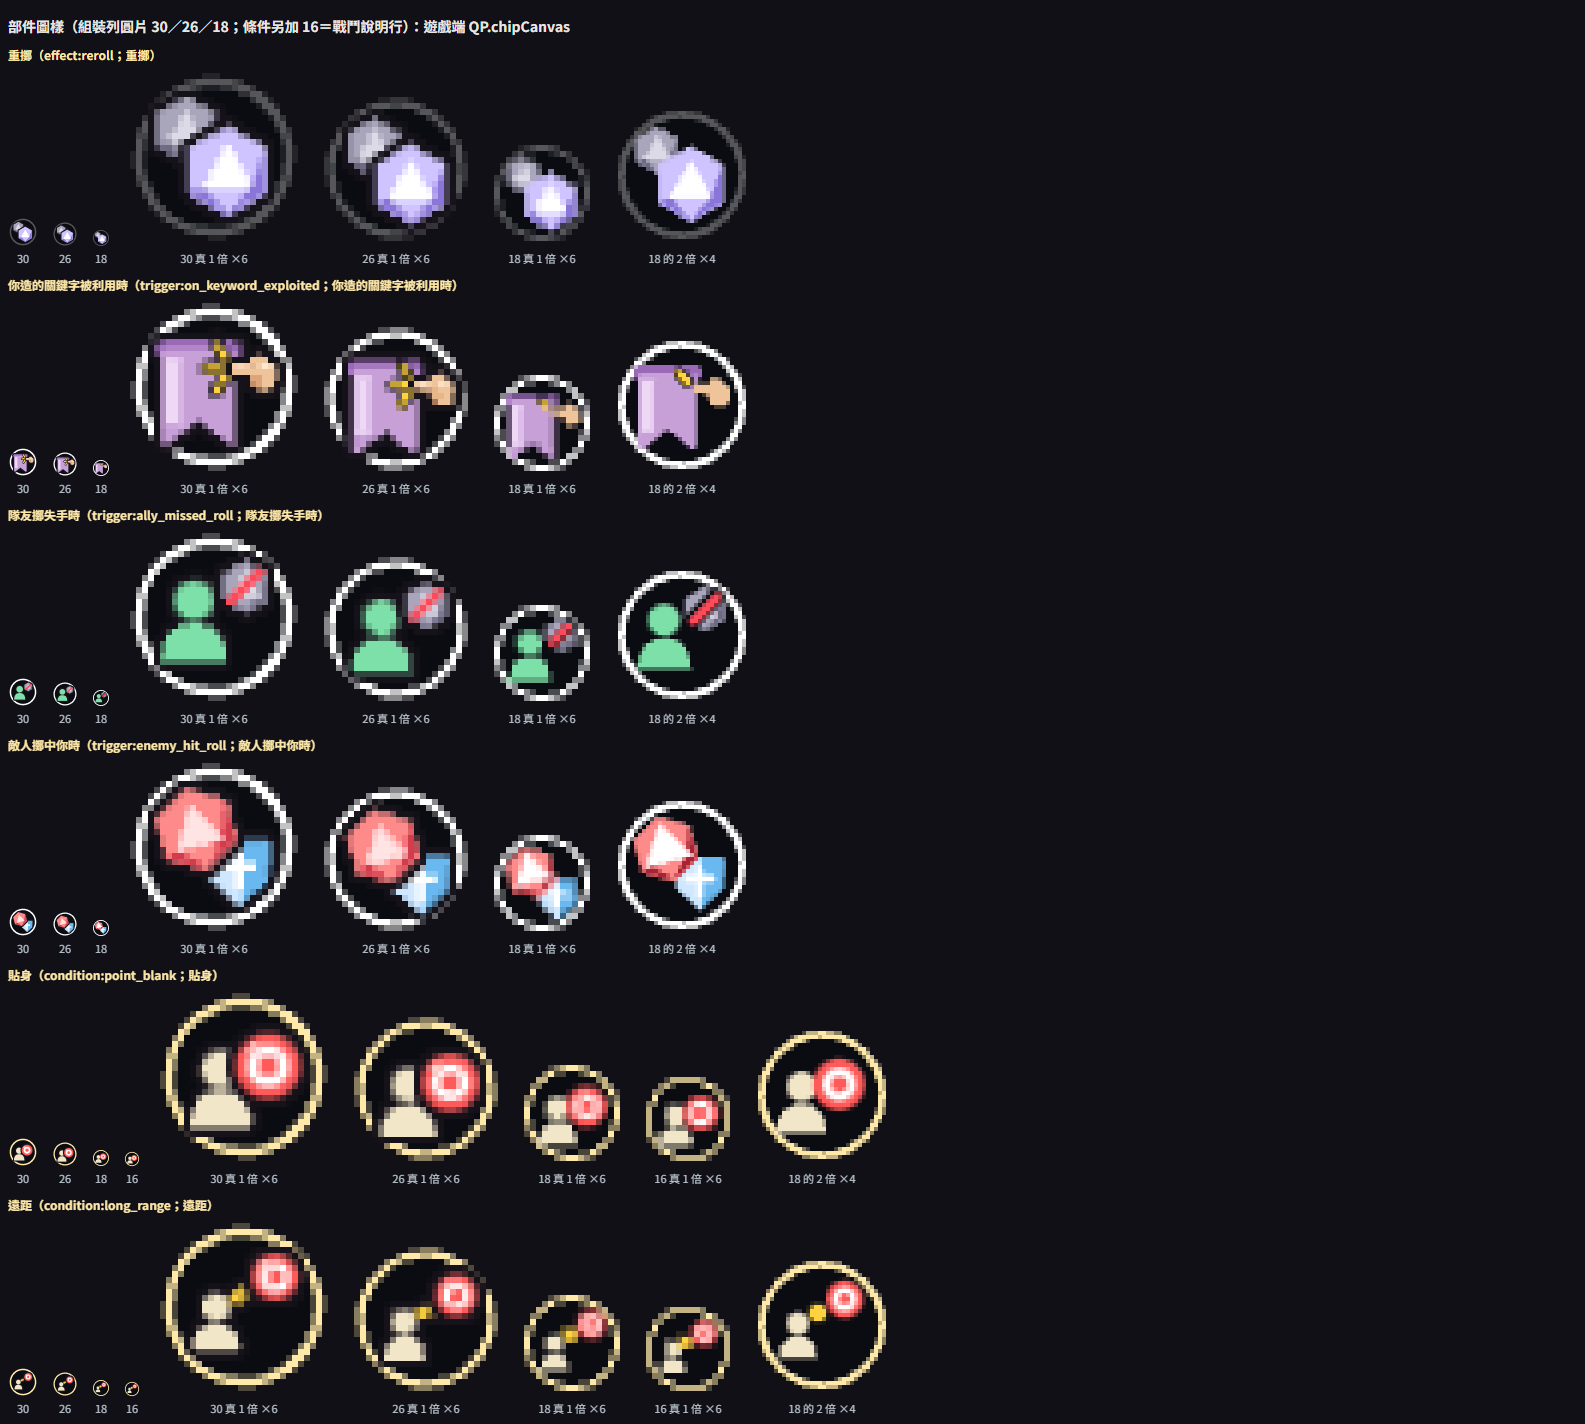 部件圖樣（組裝列圓片 30／26／18；條件另加 16＝戰鬥說明行）：遊戲端 QP.chipCanvas
重擲（effect:reroll；重擲）
30 26 18 30 真 1 倍 ×6 26 真 1 倍 ×6 18 真 1 倍 ×6 18 的 2 倍 ×4
你造的關鍵字被利用時（trigger:on_keyword_exploited；你造的關鍵字被利用時）
30 26 18 30 真 1 倍 ×6 26 真 1 倍 ×6 18 真 1 倍 ×6 18 的 2 倍 ×4
隊友擲失手時（trigger:ally_missed_roll；隊友擲失手時）
30 26 18 30 真 1 倍 ×6 26 真 1 倍 ×6 18 真 1 倍 ×6 18 的 2 倍 ×4
敵人擲中你時（trigger:enemy_hit_roll；敵人擲中你時）
30 26 18 30 真 1 倍 ×6 26 真 1 倍 ×6 18 真 1 倍 ×6 18 的 2 倍 ×4
貼身（condition:point_blank；貼身）
30 26 18 16 30 真 1 倍 ×6 26 真 1 倍 ×6 18 真 1 倍 ×6 16 真 1 倍 ×6 18 的 2 倍 ×4
遠距（condition:long_range；遠距）
30 26 18 16 30 真 1 倍 ×6 26 真 1 倍 ×6 18 真 1 倍 ×6 16 真 1 倍 ×6 18 的 2 倍 ×4